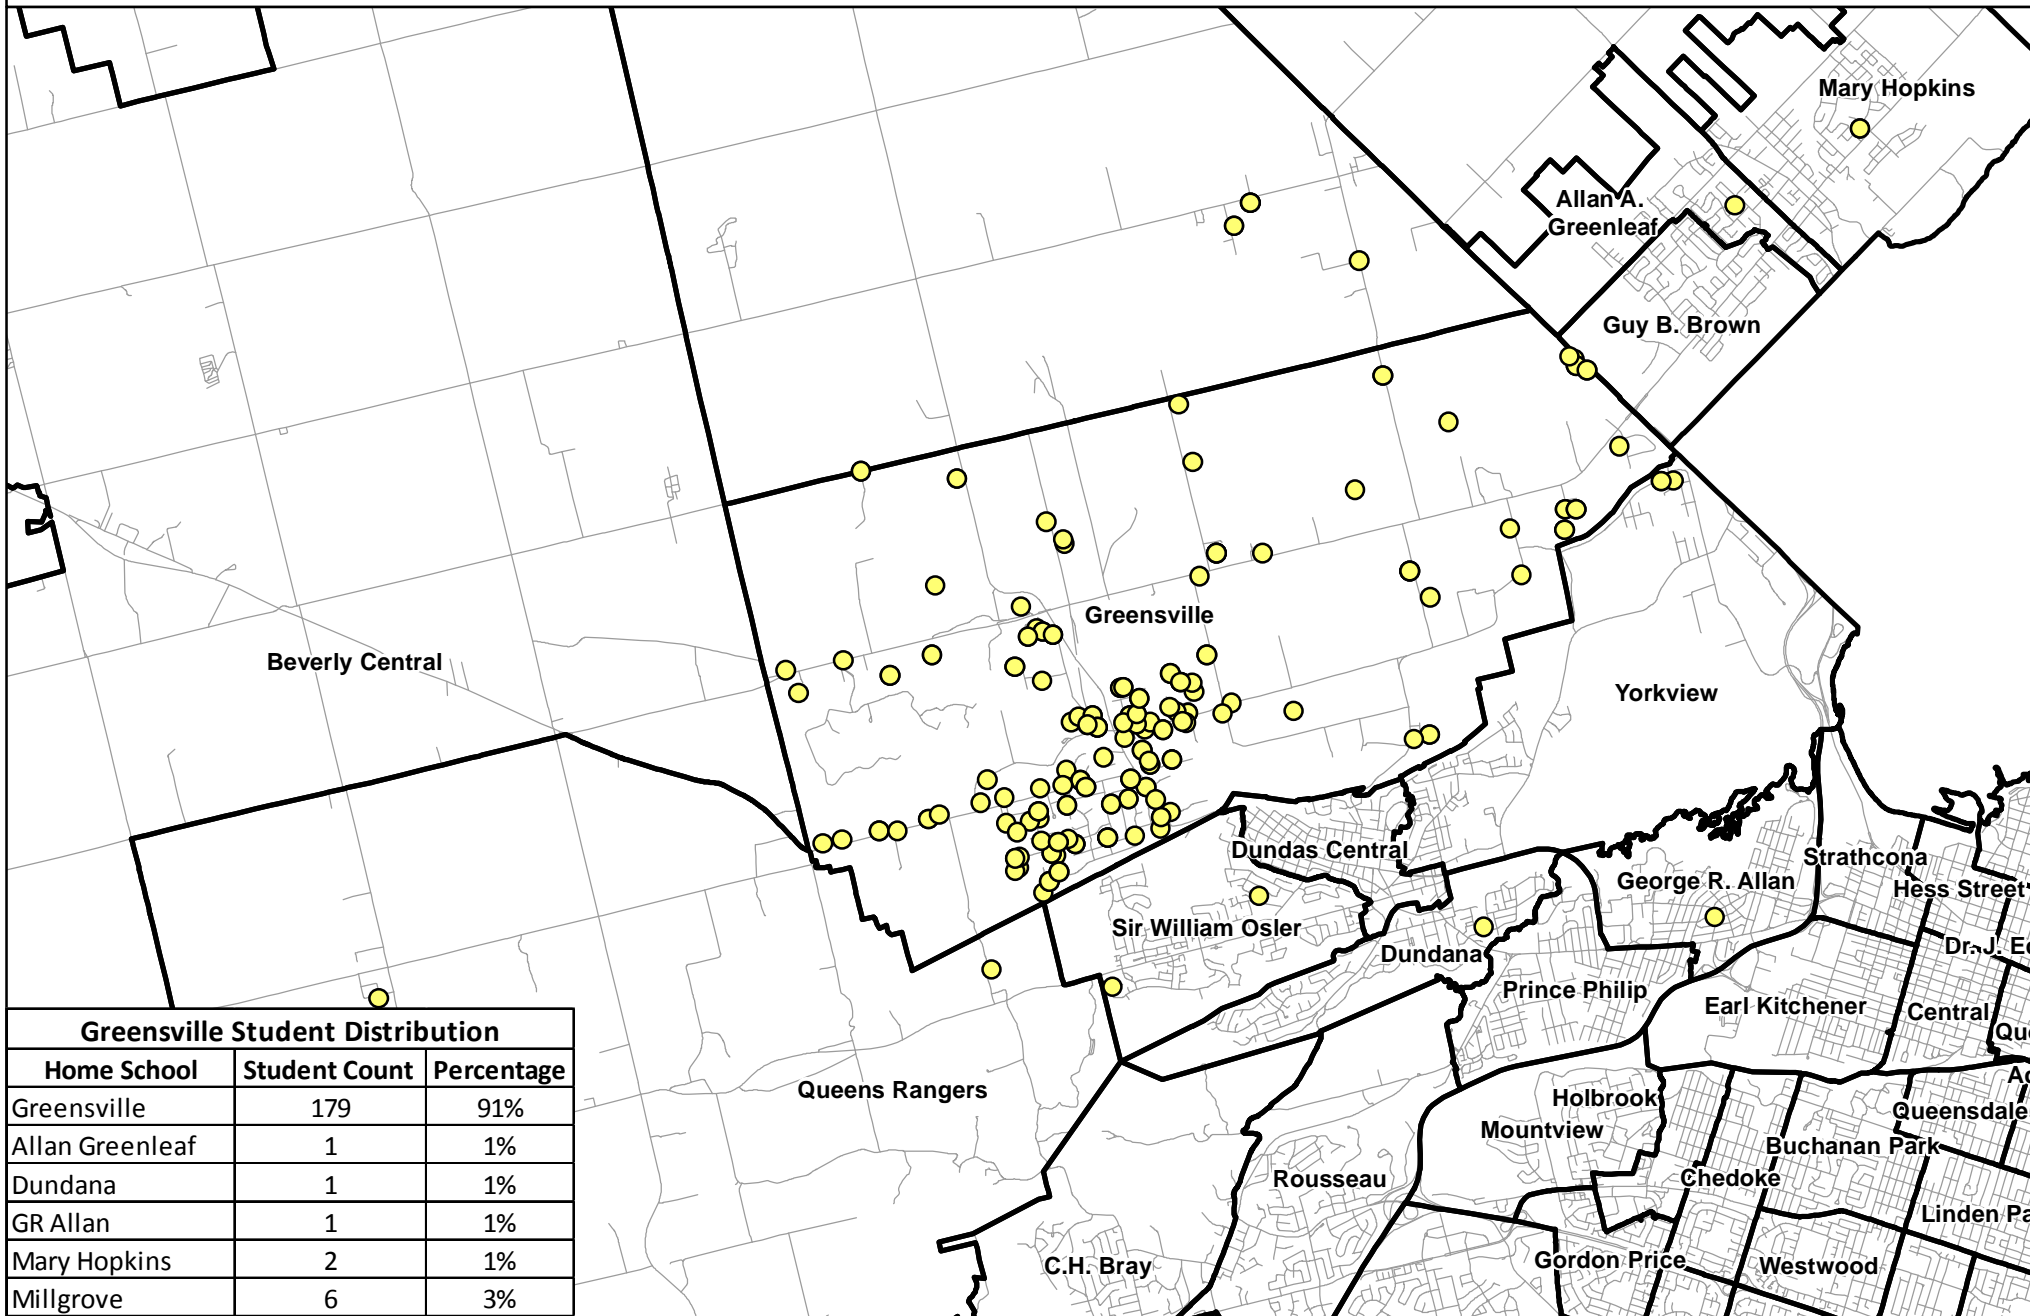 Mary Hopkins
Allan A.
Greenleaf
Guy B. Brown
Greensville
Beverly Central
Yorkview
Dundas Central
Strathcona
George R. Allan
Hess Street
Sir William Osler
Dundana
Dr. J. E
Prince Philip
Earl Kitchener
Central
Qu
Queens Rangers
Holbrook
Mountview
Queensdale
Buchanan Park
Rousseau
Chedoke
Linden Pa
C.H. Bray
Gordon Price
Westwood
Greensville Student Distribution
Home School Student Count Percentage
Greensville 179 91%
Allan Greenleaf 1 1%
Dundana 1 1%
GR Allan 1 1%
Mary Hopkins 2 1%
Millgrove 6 3%